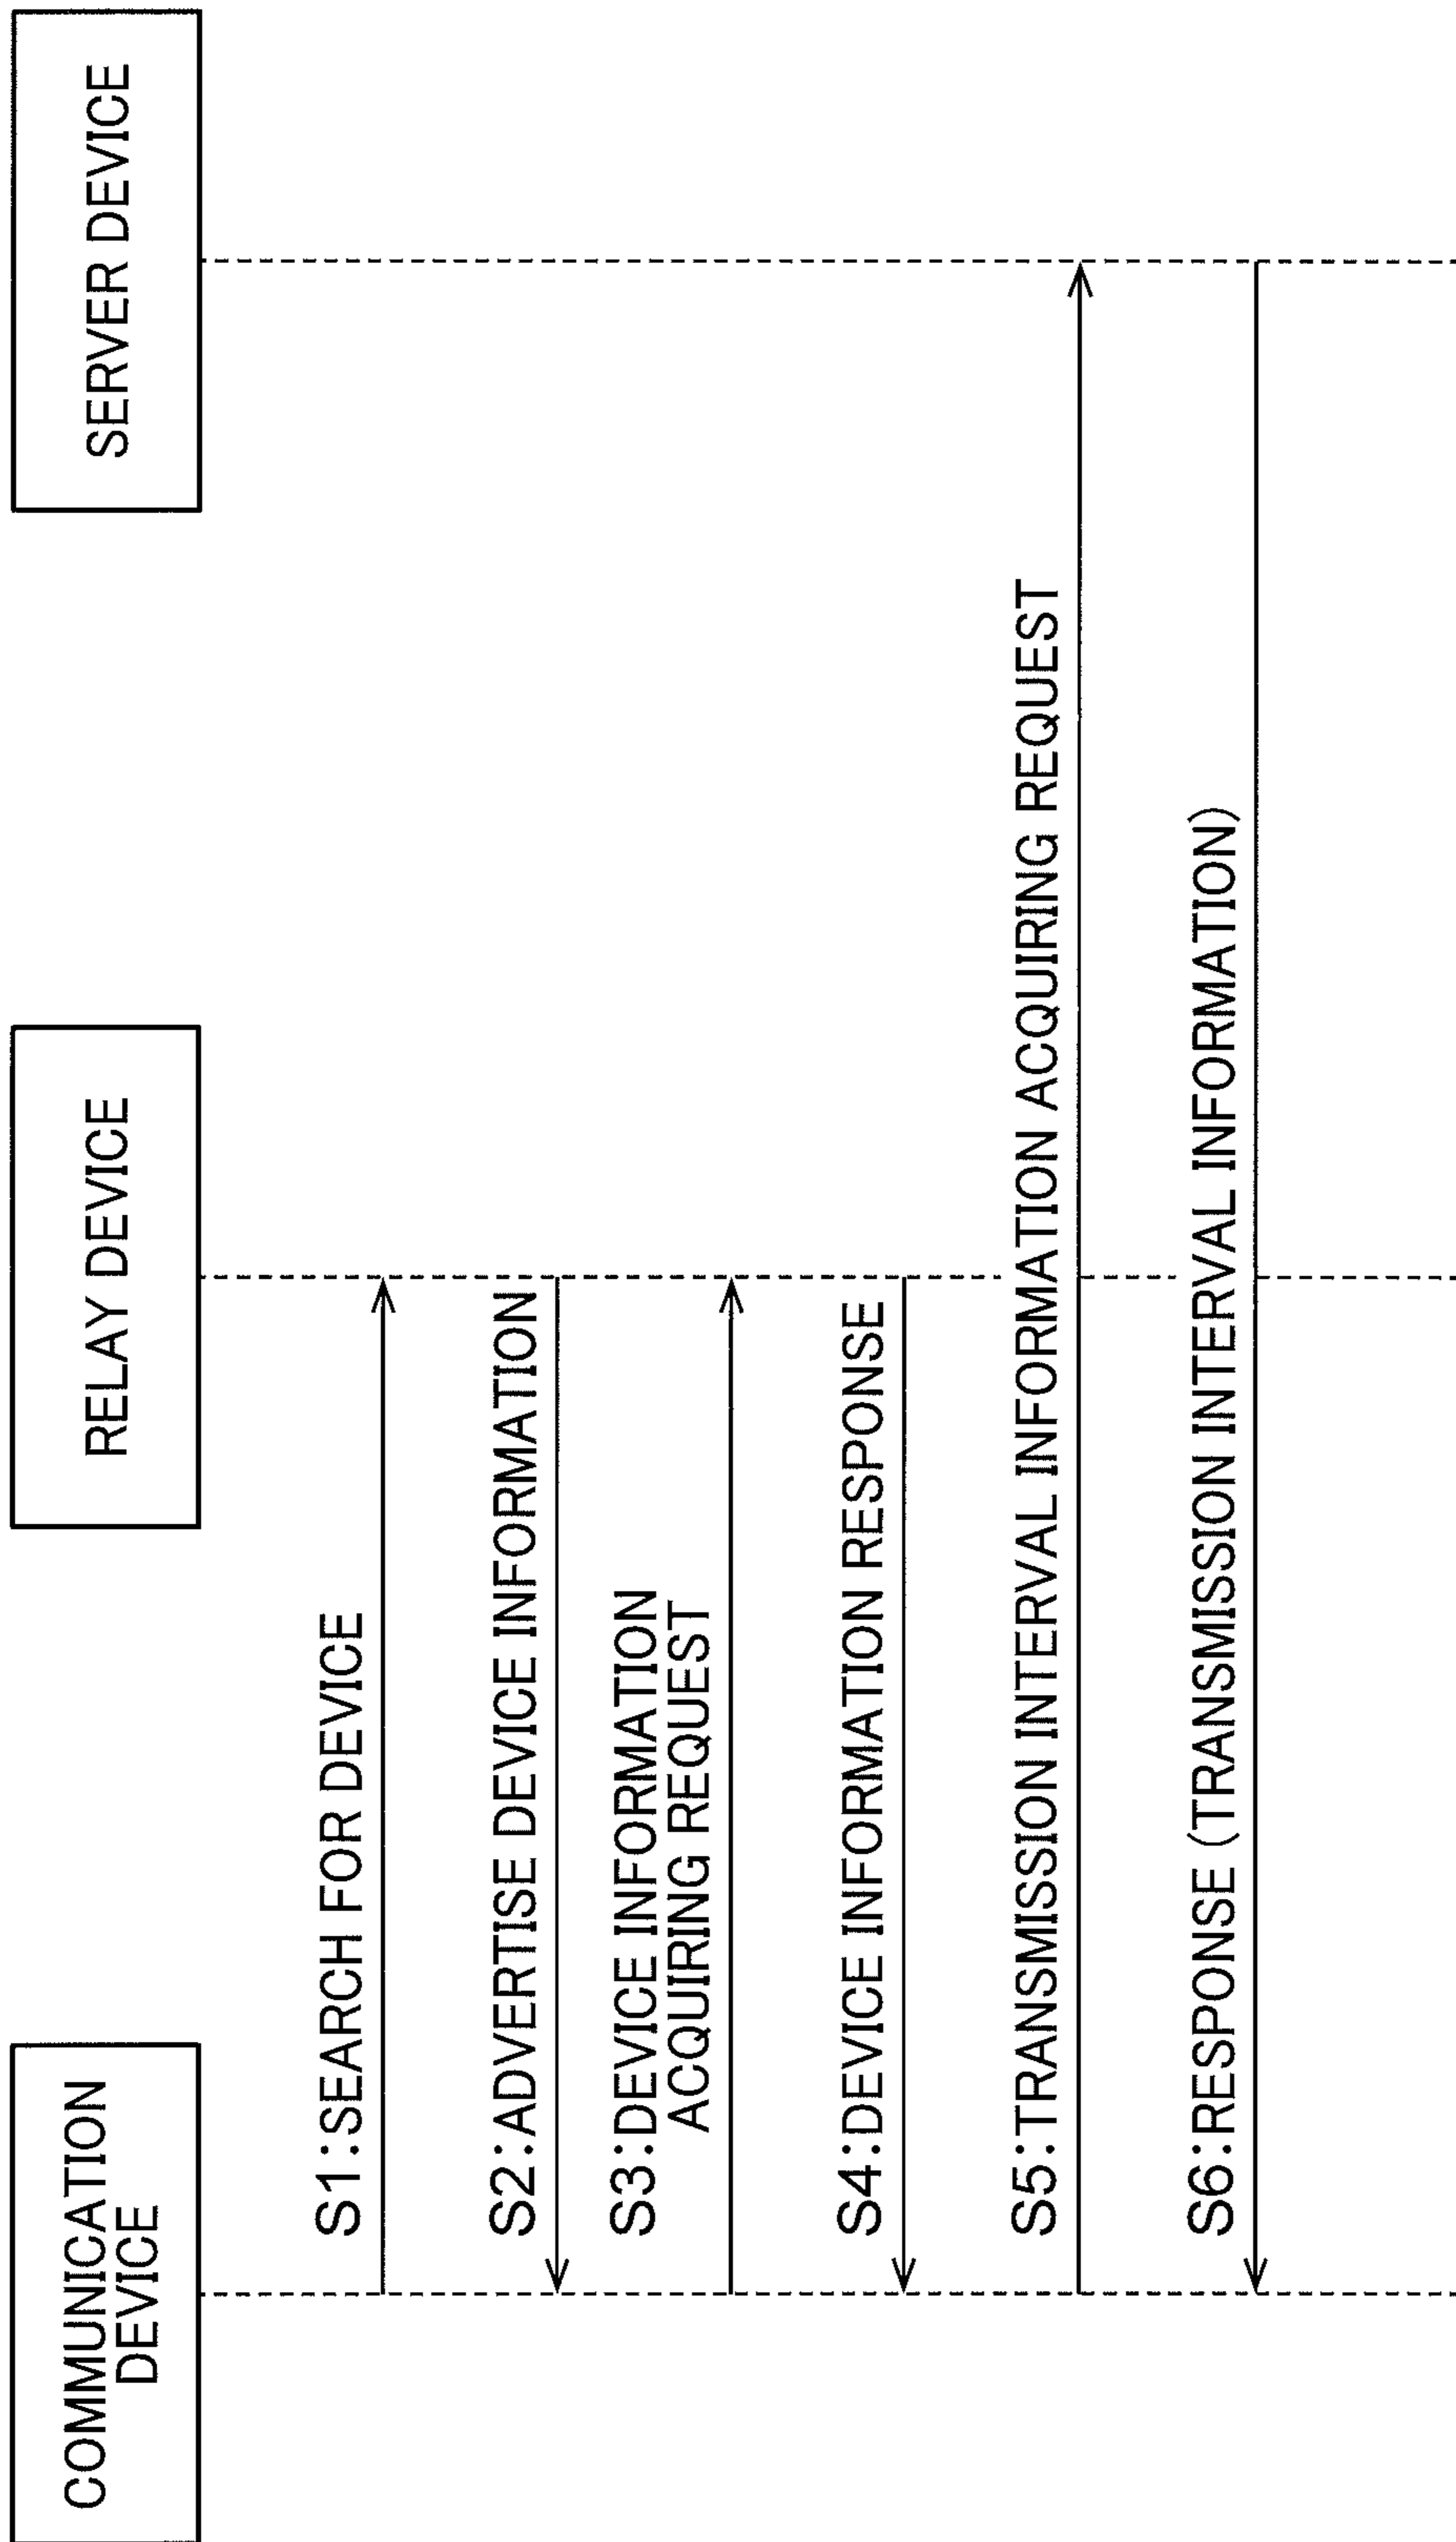 COMMUNICATION
DEVICE
RELAY DEVICE
SERVER DEVICE
S1:SEARCH FOR DEVICE
S2:ADVERTISE DEVICE INFORMATION
S3:DEVICE INFORMATION
ACQUIRING REQUEST
S4:DEVICE INFORMATION RESPONSE
S5:TRANSMISSION INTERVAL INFORMATION ACQUIRING REQUEST
S6:RESPONSE (TRANSMISSION INTERVAL INFORMATION)